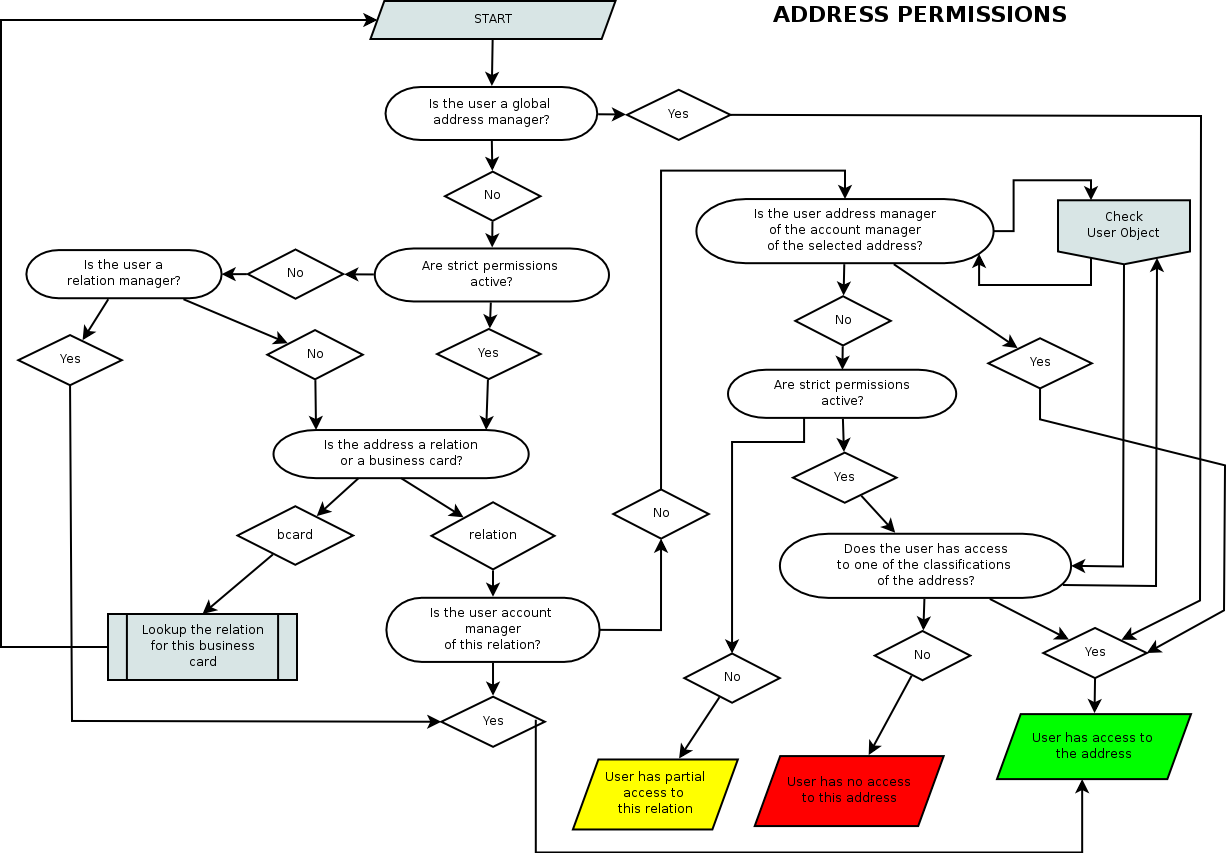 START
ADDRESS PERMISSIONS
Is the user a global
address manager?
Yes
No
Is the user address manager
of the account manager
of the selected address?
Check
User Object
Is the user a
relation manager?
No
Are strict permissions
active?
No
Yes
No
Yes
Yes
Are strict permissions
active?
Is the address a relation
or a business card?
Yes
bcard
relation
No
Does the user has access
to one of the classifications
of the address?
Lookup the relation
for this business
card
Is the user account
manager
of this relation?
Yes
No
No
Yes
User has partial
access to
this relation
User has no access
to this address
User has access to
the address